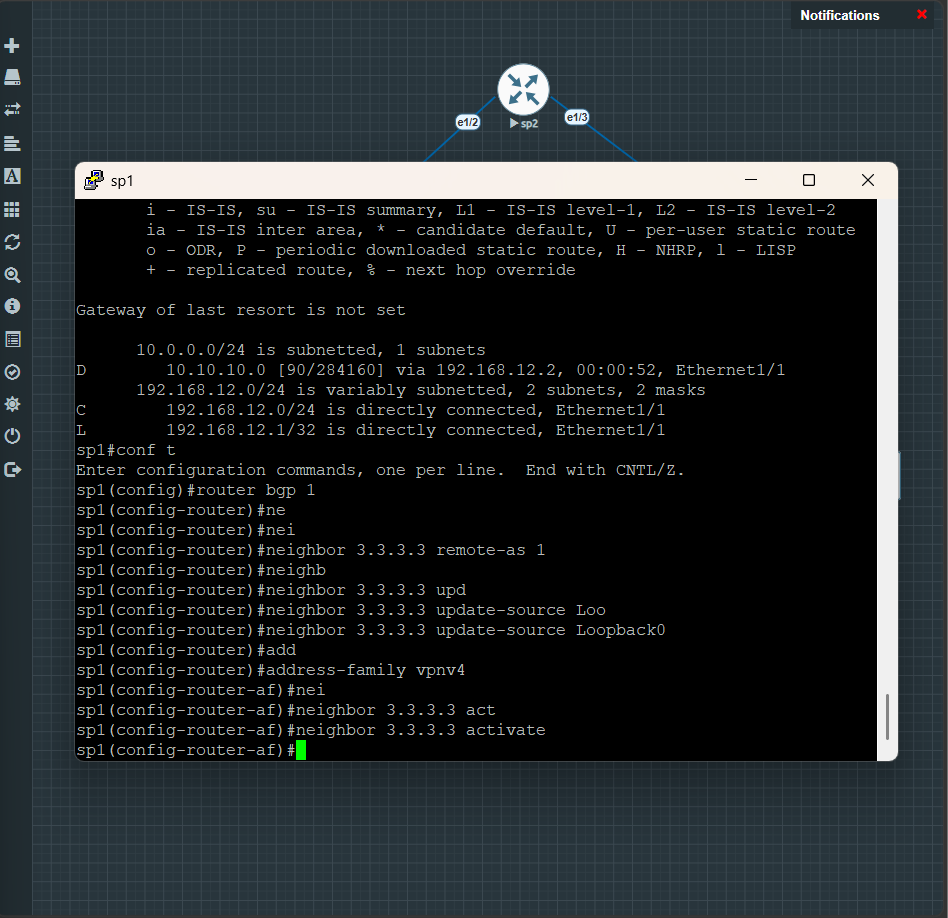 Notifications
e1/2
e1/3
sp2
sp1
i - IS-IS, su - IS-IS summary, L1 - IS-IS level-1, L2 - IS-IS level-2
ia - IS-IS inter area, * - candidate default, U - per-user static route
o - ODR, P - periodic downloaded static route, H - NHRP, l - LISP
+ - replicated route, % - next hop override
Gateway of last resort is not set
10.0.0.0/24 is subnetted, 1 subnets
D 10.10.10.0 [90/284160] via 192.168.12.2, 00:00:52, Ethernet1/1
192.168.12.0/24 is variably subnetted, 2 subnets, 2 masks
C 192.168.12.0/24 is directly connected, Ethernet1/1
L 192.168.12.1/32 is directly connected, Ethernet1/1
sp1#conf t
Enter configuration commands, one per line. End with CNTL/Z.
sp1(config)#router bgp 1
sp1(config-router)#ne
sp1(config-router)#nei
sp1(config-router)#neighbor 3.3.3.3 remote-as 1
sp1(config-router)#neighb
sp1(config-router)#neighbor 3.3.3.3 upd
sp1(config-router)#neighbor 3.3.3.3 update-source Loo
sp1(config-router)#neighbor 3.3.3.3 update-source Loopback0
sp1(config-router)#add
sp1(config-router)#address-family vpnv4
sp1(config-router-af)#nei
sp1(config-router-af)#neighbor 3.3.3.3 act
sp1(config-router-af)#neighbor 3.3.3.3 activate
sp1(config-router-af)#